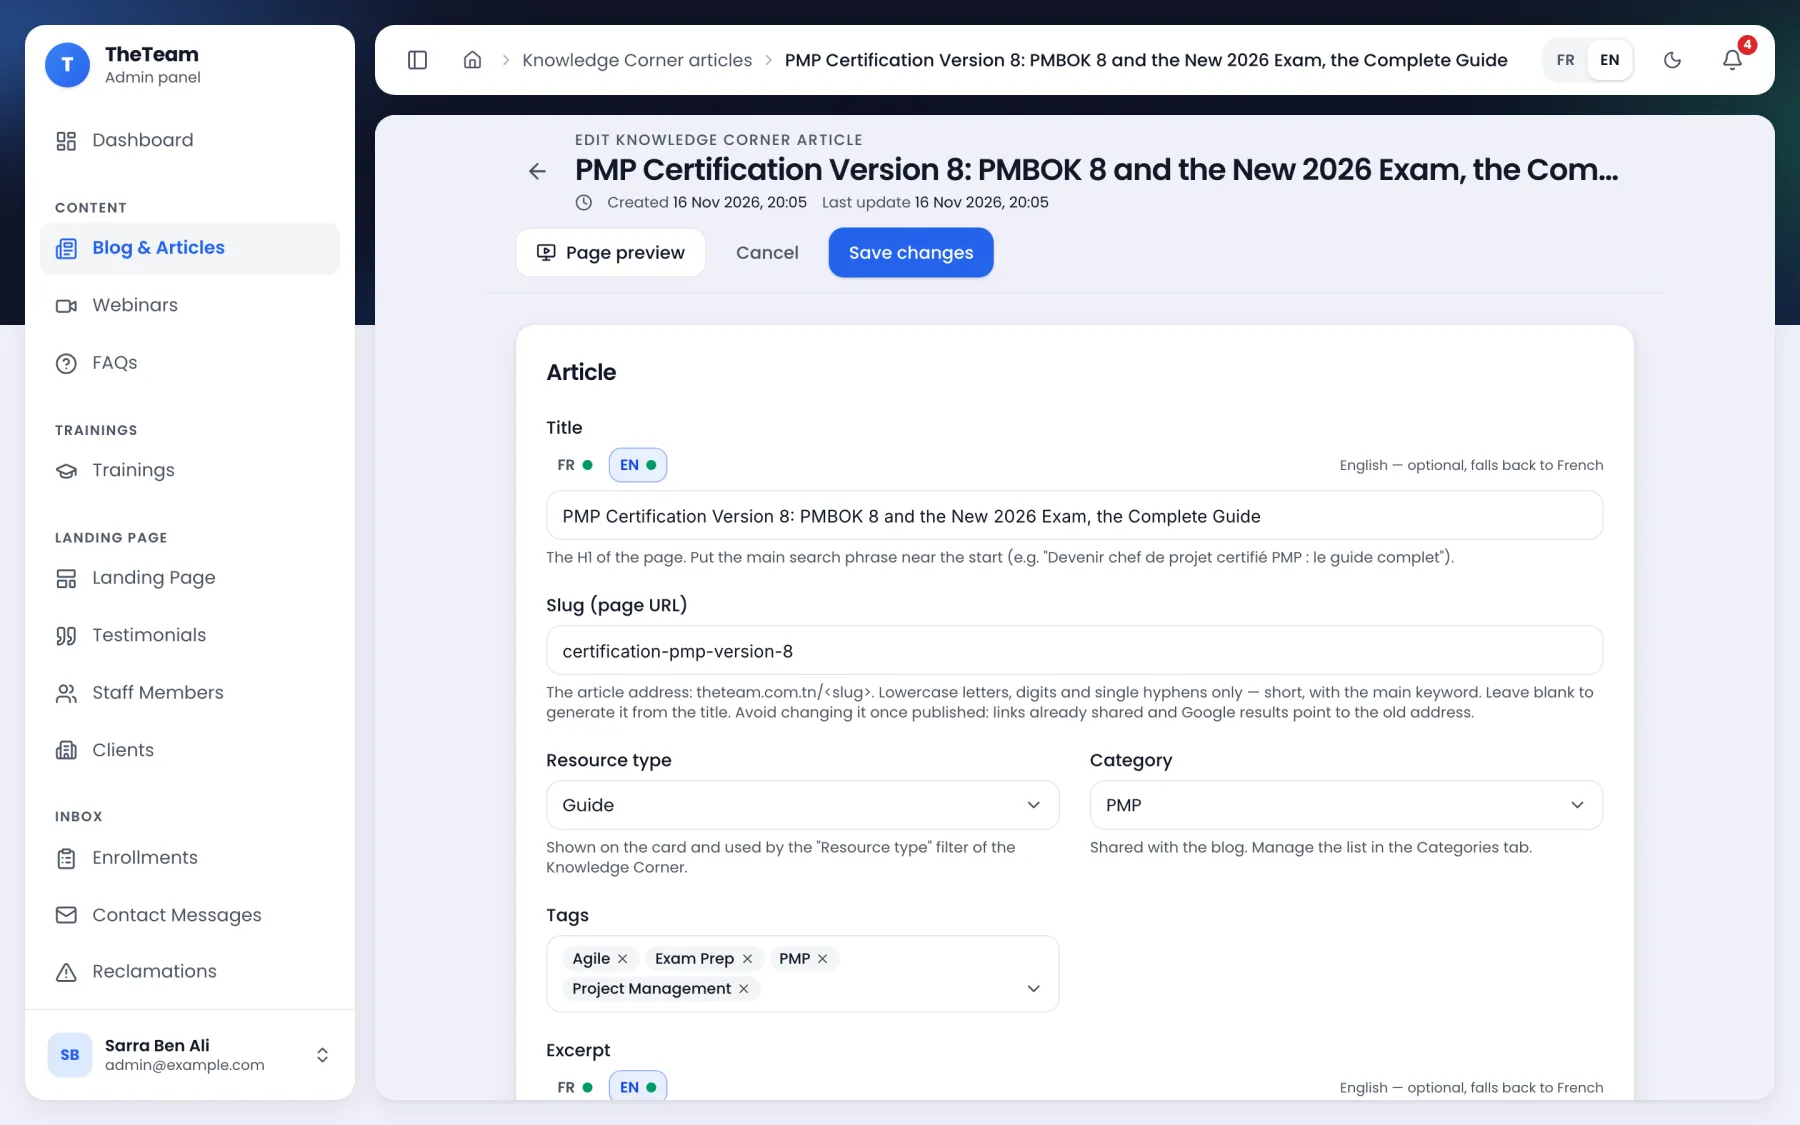 T
TheTeam
Admin panel
Dashboard
CONTENT
Blog & Articles
Webinars
FAQs
TRAININGS
Trainings
LANDING PAGE
Landing Page
Testimonials
Staff Members
Clients
INBOX
Enrollments
Contact Messages
Reclamations
SB
Sarra Ben Ali
admin@example.com
Knowledge Corner articles
PMP Certification Version 8: PMBOK 8 and the New 2026 Exam, the Complete Guide
FR EN
4
EDIT KNOWLEDGE CORNER ARTICLE
PMP Certification Version 8: PMBOK 8 and the New 2026 Exam, the Com...
Created 16 Nov 2026, 20:05 Last update 16 Nov 2026, 20:05
Page preview Cancel Save changes
Article
Title
FR EN English — optional, falls back to French
PMP Certification Version 8: PMBOK 8 and the New 2026 Exam, the Complete Guide
The H1 of the page. Put the main search phrase near the start (e.g. "Devenir chef de projet certifié PMP : le guide complet").
Slug (page URL)
certification-pmp-version-8
The article address: theteam.com.tn/<slug>. Lowercase letters, digits and single hyphens only — short, with the main keyword. Leave blank to
generate it from the title. Avoid changing it once published: links already shared and Google results point to the old address.
Resource type Category
Guide PMP
Shown on the card and used by the "Resource type" filter of the
Knowledge Corner.
Shared with the blog. Manage the list in the Categories tab.
Tags
Agile Exam Prep PMP
Project Management
Excerpt
FR EN English — optional, falls back to French